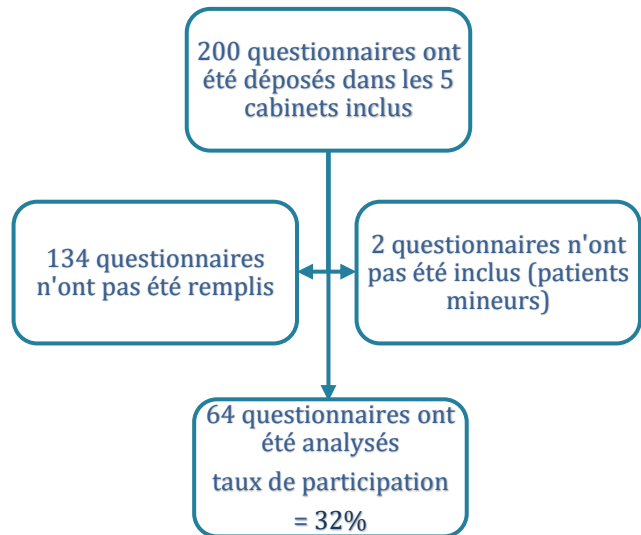 200 questionnaires ont
été déposés dans les 5
cabinets inclus
134 questionnaires
n'ont pas été remplis
2 questionnaires n'ont
pas été inclus (patients
mineurs)
64 questionnaires ont
été analysés
taux de participation
= 32%